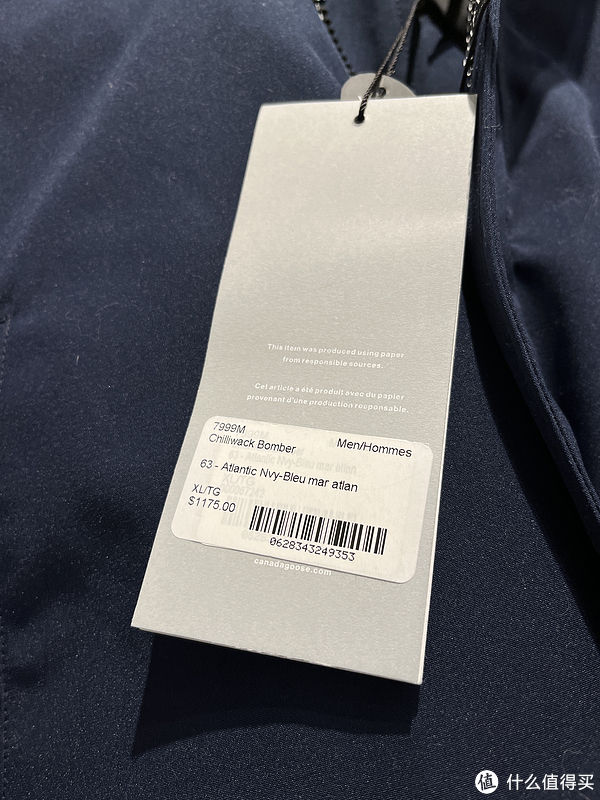 This item was produced using paper
from responsible sources.
Cet article a été produit avec du papier
provenant d'une production responsable.
7999M
Chilliwack Bomber
Men/Hommes
63 - Atlantic Nvy-Bleu mar atlan
XL/TG
$1175.00
0628343249353
canadagoose.com
值 什么值得买